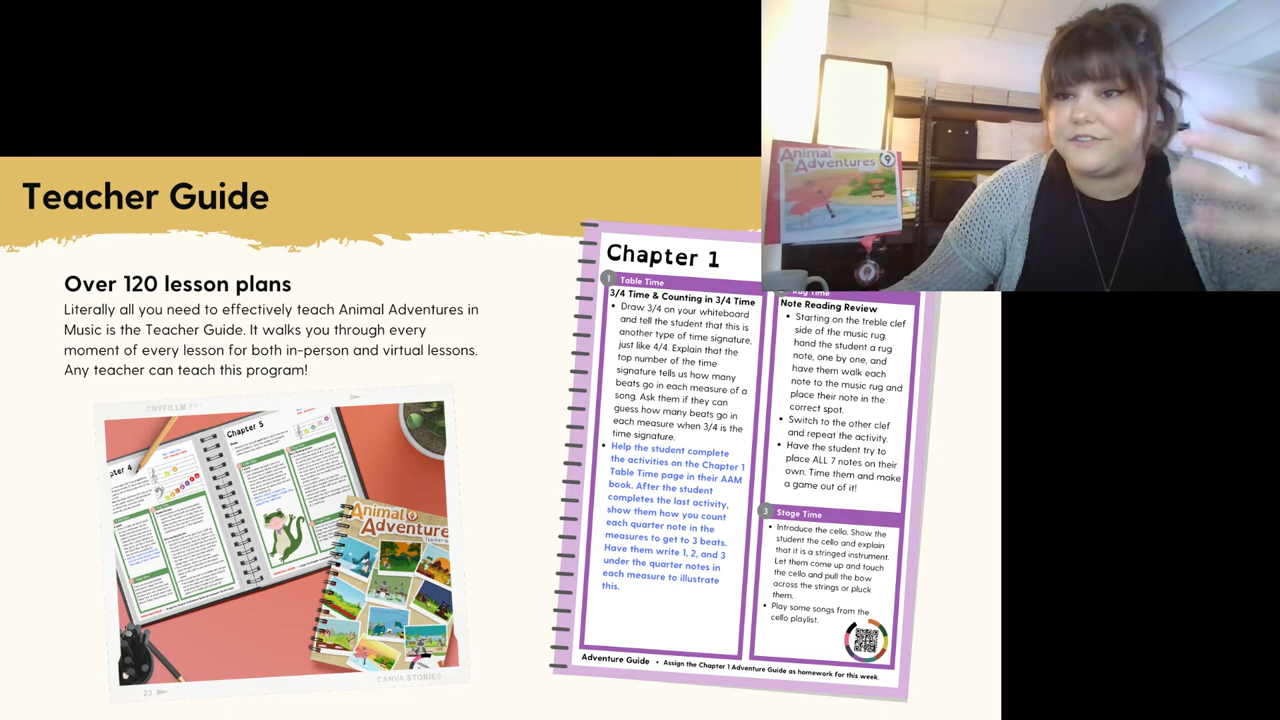 Teacher Guide
Over 120 lesson plans
Literally all you need to effectively teach Animal Adventures in
Music is the Teacher Guide. It walks you through every
moment of every lesson for both in-person and virtual lessons.
Any teacher can teach this program!
CNVFILLM
Chapter 5
Animal
Adventure
22
CANVA STORIES
Chapter 1
1 Table Time
3/4 Time & Counting in 3/4 Time
• Draw 3/4 on your whiteboard
and tell the student that this is
another type of time signature,
just like 4/4. Explain that the
top number of the time
signature tells us how many
beats go in each measure of a
song. Ask them if they can
guess how many beats go in
each measure when 3/4 is the
time signature.
• Help the student complete
the activities on the Chapter 1
Table Time page in their AAM
book. After the student
completes the last activity,
show them how you count
each quarter note in the
measures to get to 3 beats.
Have them write 1, 2, and 3
under the quarter notes in
each measure to illustrate
this.
Note Reading Review
• Starting on the treble clef
side of the music rug,
hand the student a rug
note, one by one, and
have them walk each
note to the music rug and
place their note in the
correct spot.
• Switch to the other clef
and repeat the activity.
• Have the student try to
place ALL 7 notes on their
own. Time them and make
a game out of it!
3 Stage Time
• Introduce the cello. Show the
student the cello and explain
that it is a stringed instrument.
Let them come up and touch
the cello and pull the bow
across the strings or pluck
them.
• Play some songs from the
cello playlist.
Adventure Guide • Assign the Chapter 1 Adventure Guide as homework for this week.
Animal
Adventures
9